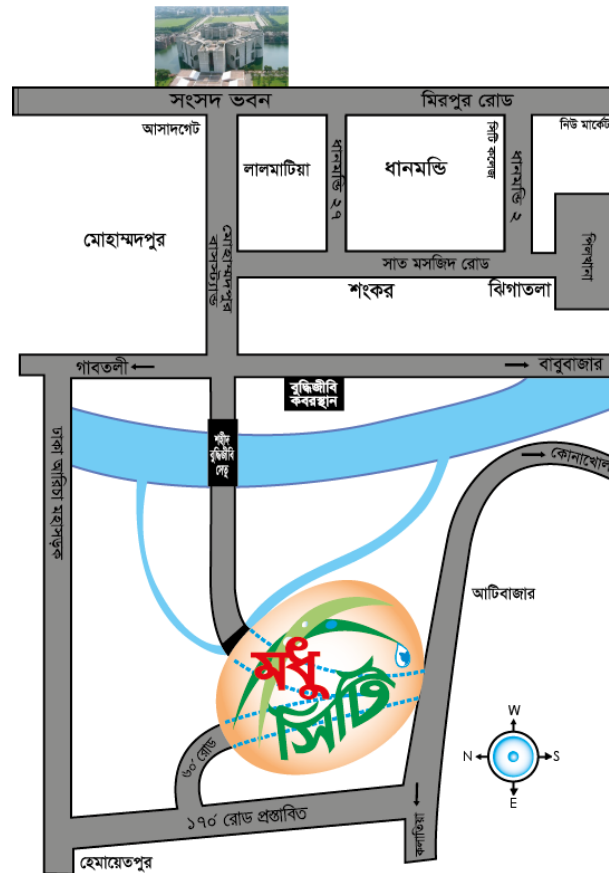 সংসদ ভবন
মিরপুর রোড
আসাদগেট
সিটি কলেজ
নিউ মার্কেট
লালমাটিয়া
ধানমন্ডি ২৭
ধানমন্ডি
ধানমন্ডি ২
মোহাম্মদপুর
মোহাম্মদপুর
বাসস্ট্যান্ড
সাত মসজিদ রোড
পিলখানা
শংকর
ঝিগাতলা
গাবতলী
বাবুবাজার
বুদ্ধিজীবি
কবরস্থান
শহীদ
বুদ্ধিজীবি
সেতু
ঢাকা আরিচা মহাসড়ক
কোনাখোলা
আটিবাজার
মধু
সিটি
৬০´ রোড
W
N
S
E
১৭০´ রোড প্রস্তাবিত
কলাতিয়া
হেমায়েতপুর